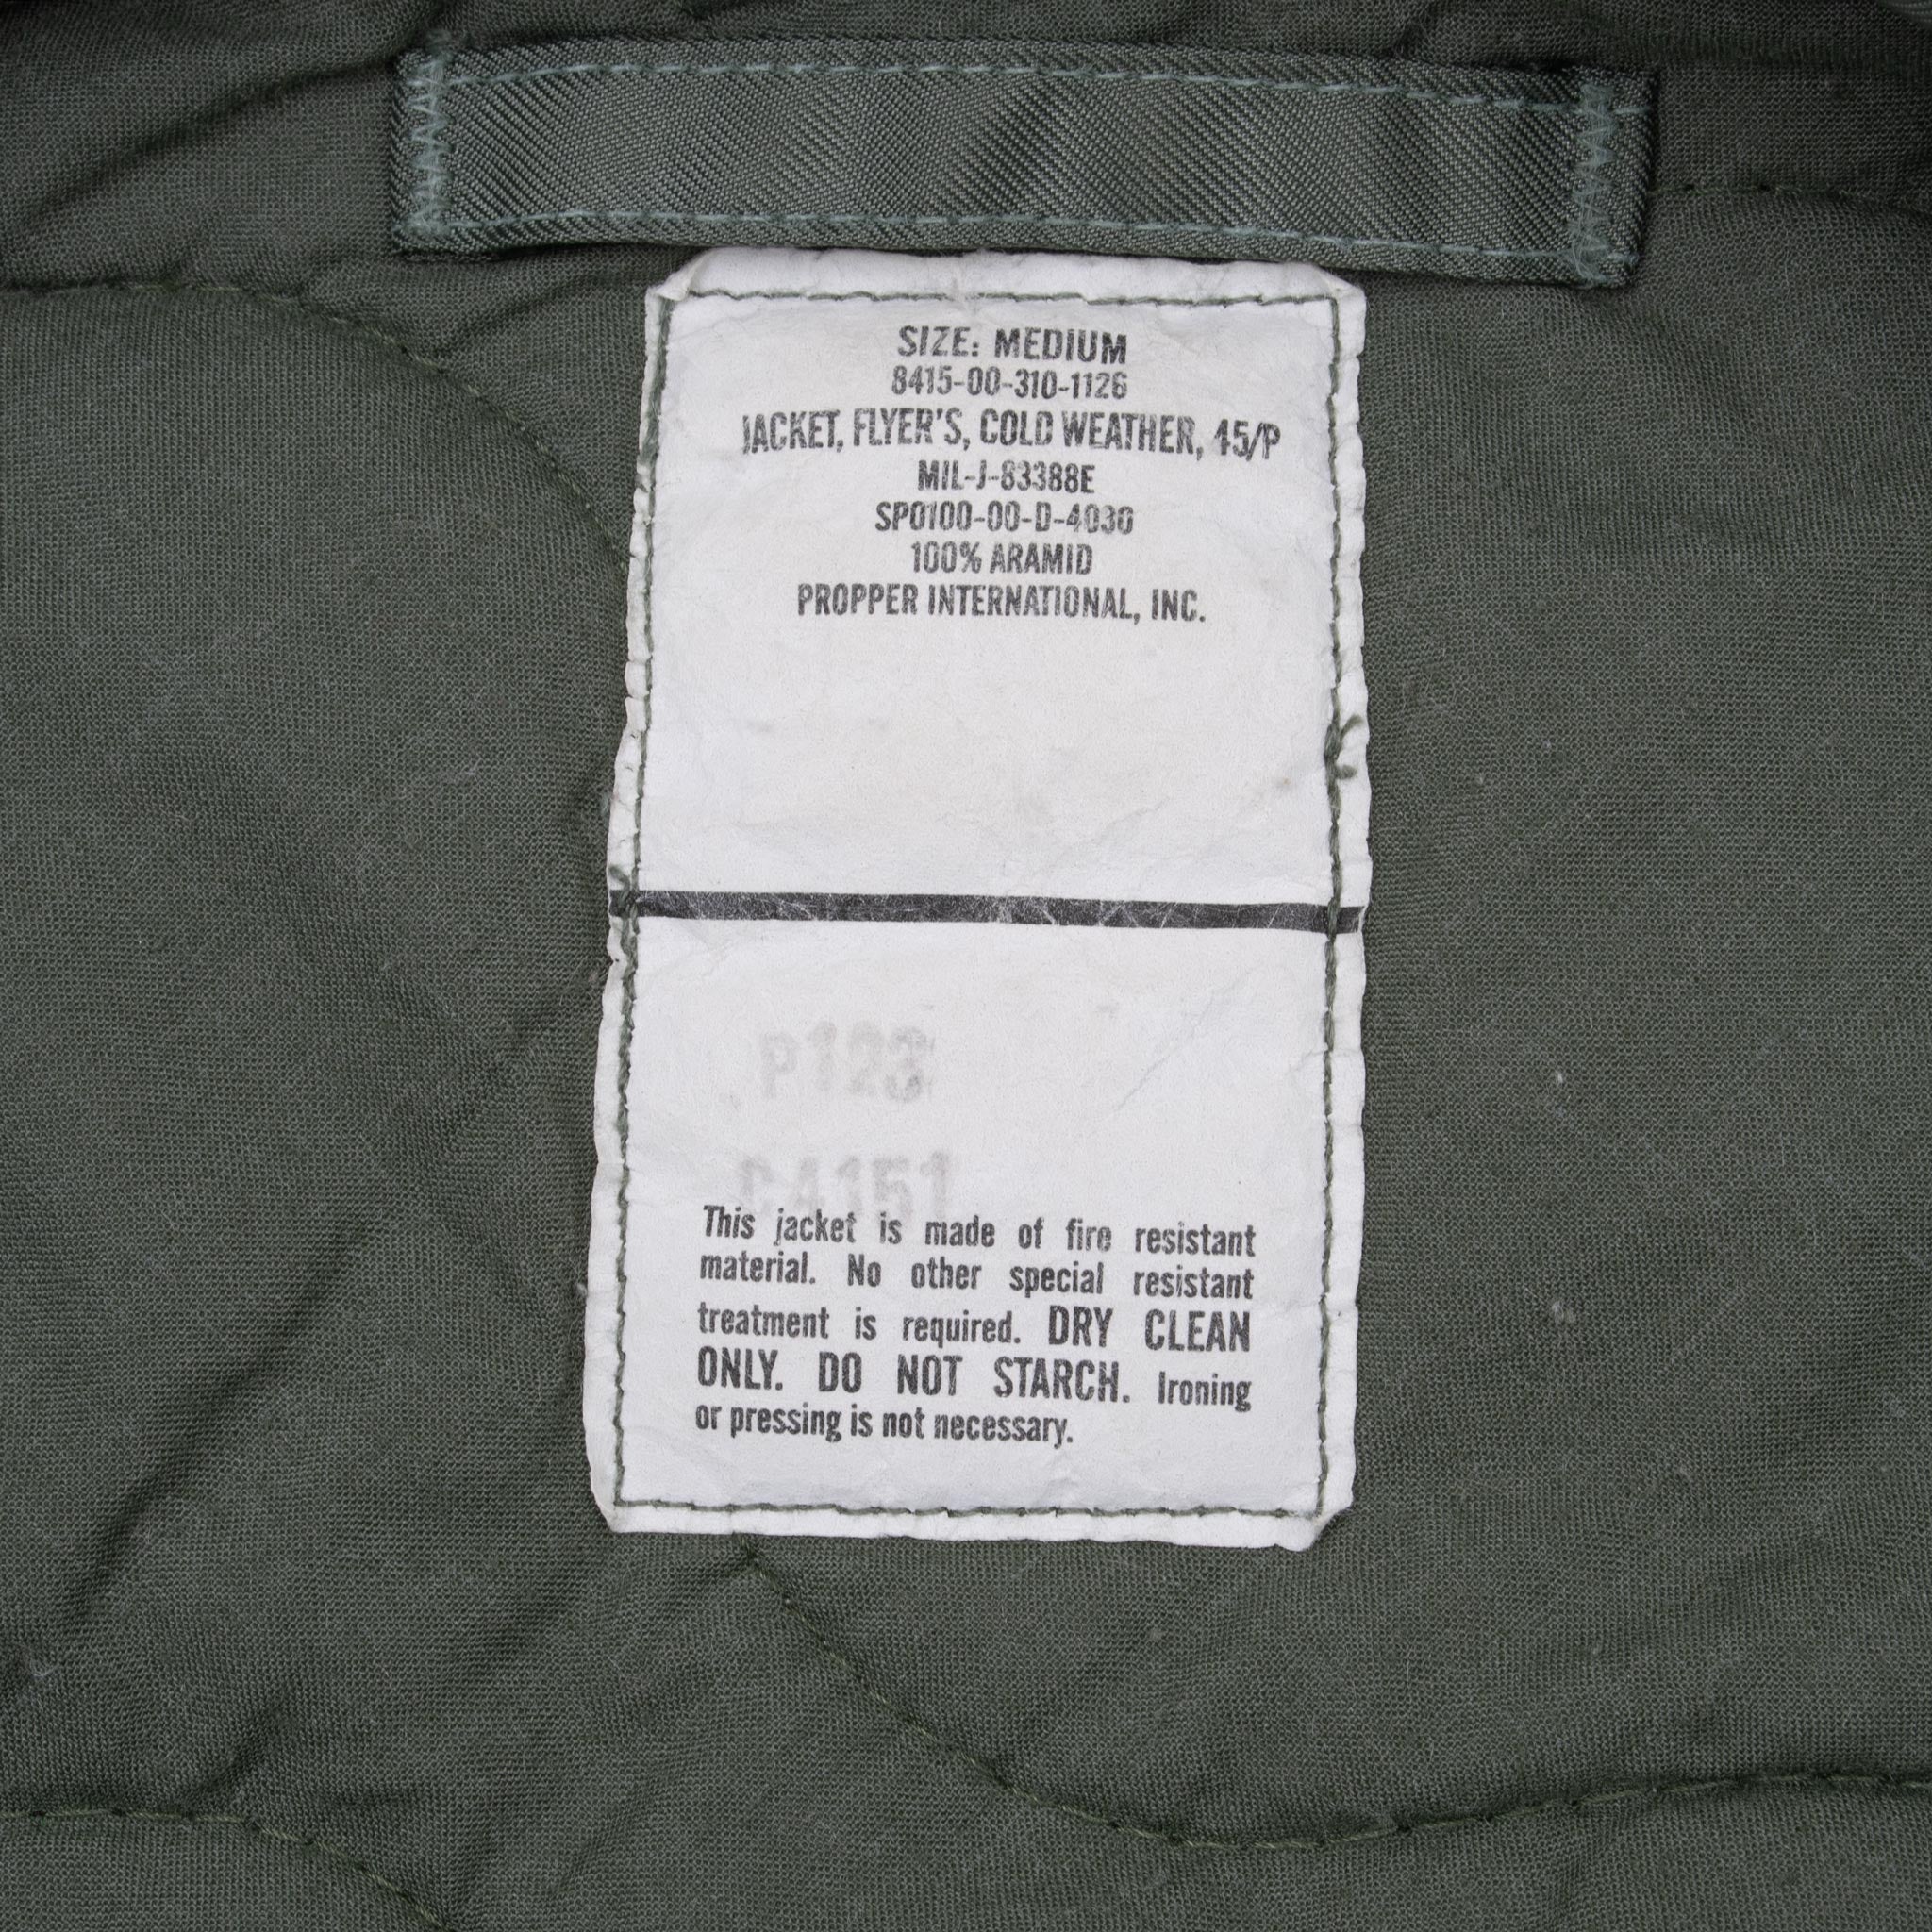 SIZE: MEDIUM
8415-00-310-1126
JACKET, FLYER'S, COLD WEATHER, 45/P
MIL-J-83388E
SP0100-00-D-4030
100% ARAMID
PROPPER INTERNATIONAL, INC.
P123
C4151
This jacket is made of fire resistant
material. No other special resistant
treatment is required. DRY CLEAN
ONLY. DO NOT STARCH. Ironing
or pressing is not necessary.